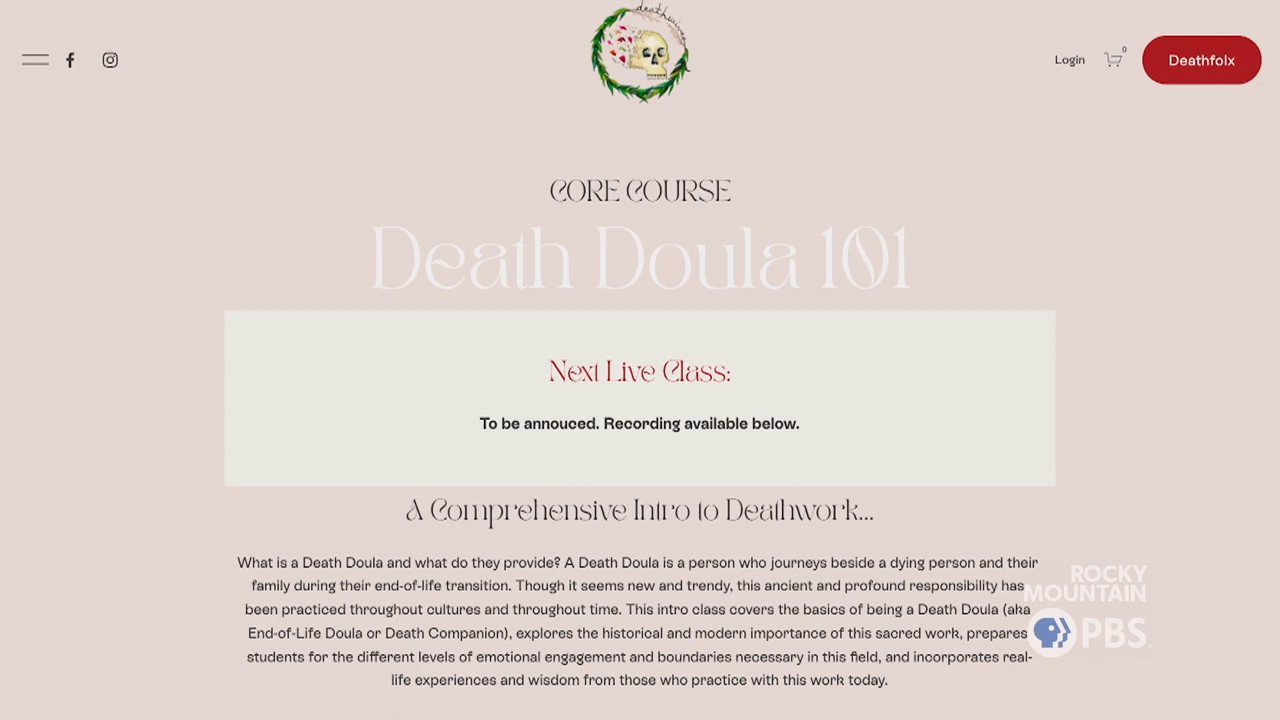 deathwives
Login
0
Deathfolx
CORE COURSE
Death Doula 101
Next Live Class:
To be annouced. Recording available below.
A Comprehensive Intro to Deathwork...
What is a Death Doula and what do they provide? A Death Doula is a person who journeys beside a dying person and their
family during their end-of-life transition. Though it seems new and trendy, this ancient and profound responsibility has
been practiced throughout cultures and throughout time. This intro class covers the basics of being a Death Doula (aka
End-of-Life Doula or Death Companion), explores the historical and modern importance of this sacred work, prepares
students for the different levels of emotional engagement and boundaries necessary in this field, and incorporates real-
life experiences and wisdom from those who practice with this work today.
ROCKY
MOUNTAIN
PBS